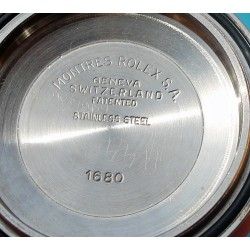 MONTRES ROLEX S.A.
GENEVA
SWITZERLAND
PATENTED
STAINLESS STEEL
1680